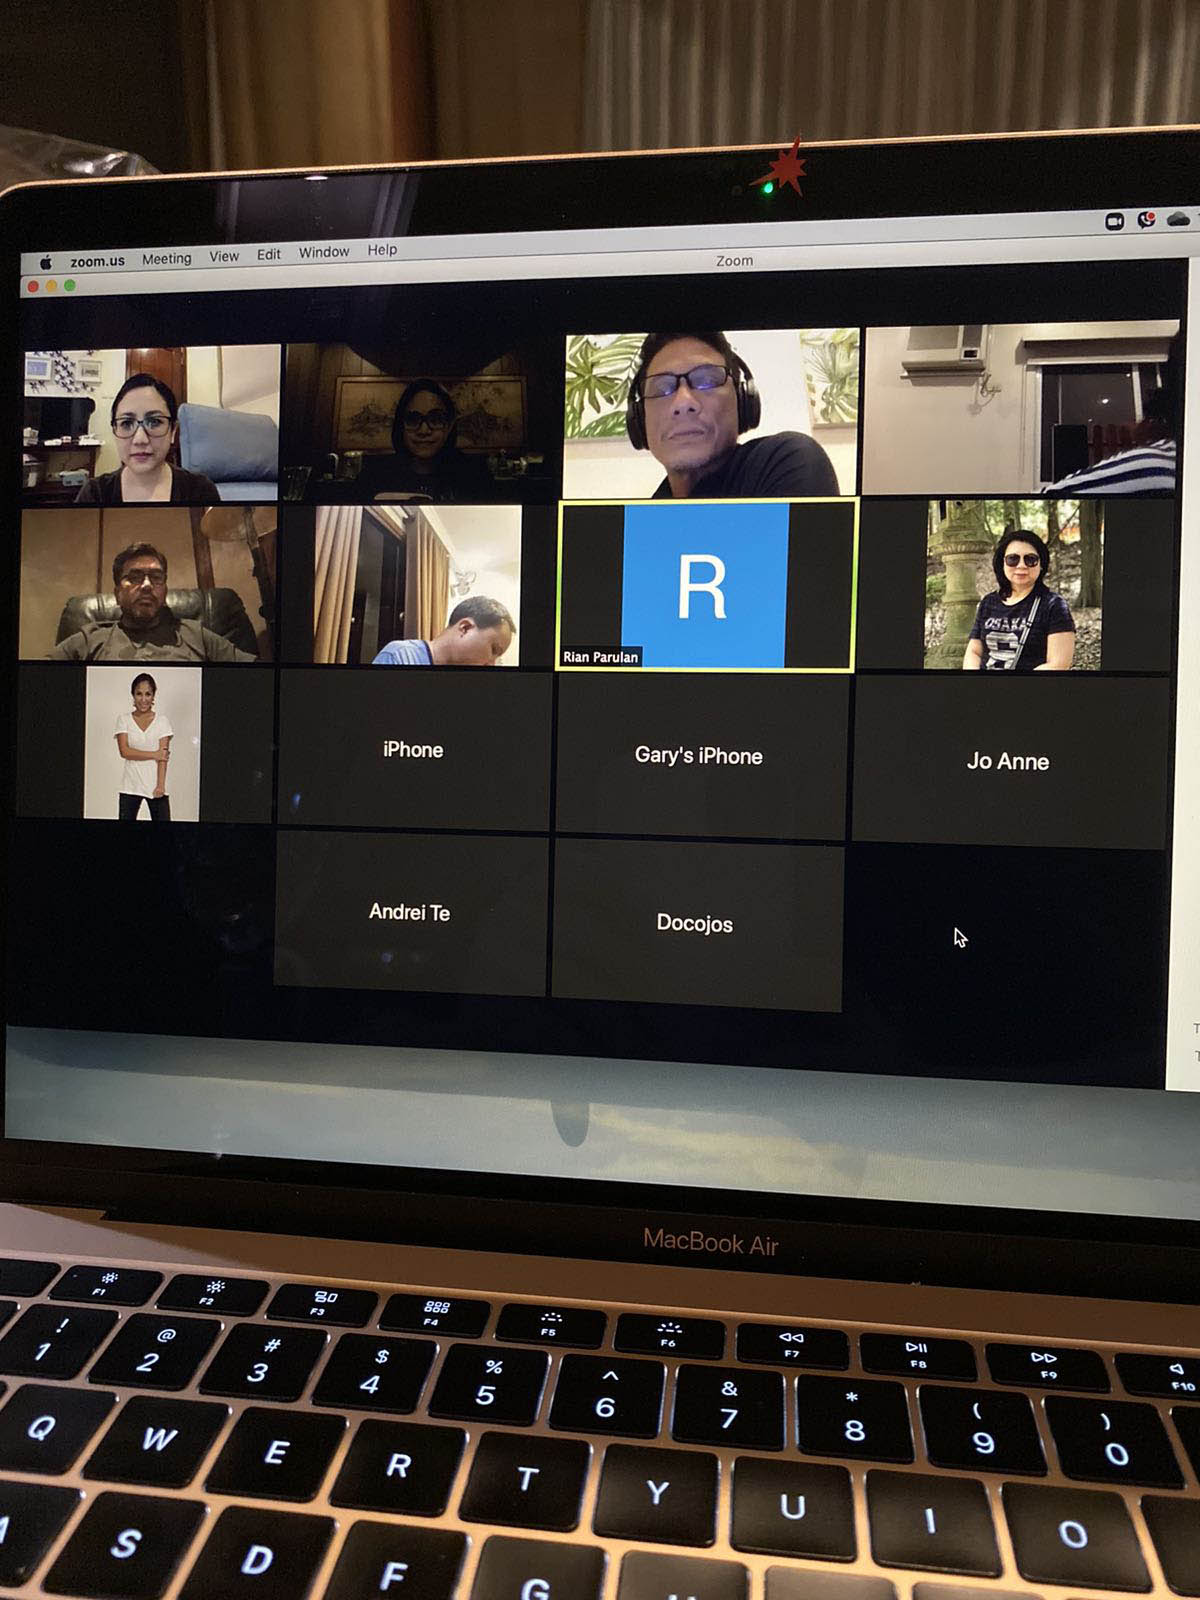 zoom.us Meeting View Edit Window Help
Zoom
R
Rian Parulan
OSAKA
iPhone
Gary's iPhone
Jo Anne
Andrei Te
Docojos
MacBook Air
F1 F2 F3 F4 F5 F6 F7 F8 F9 F10
! @ # $ % ^ & * ( )
1 2 3 4 5 6 7 8 9 0
Q W E R T Y U I O
A S D F G